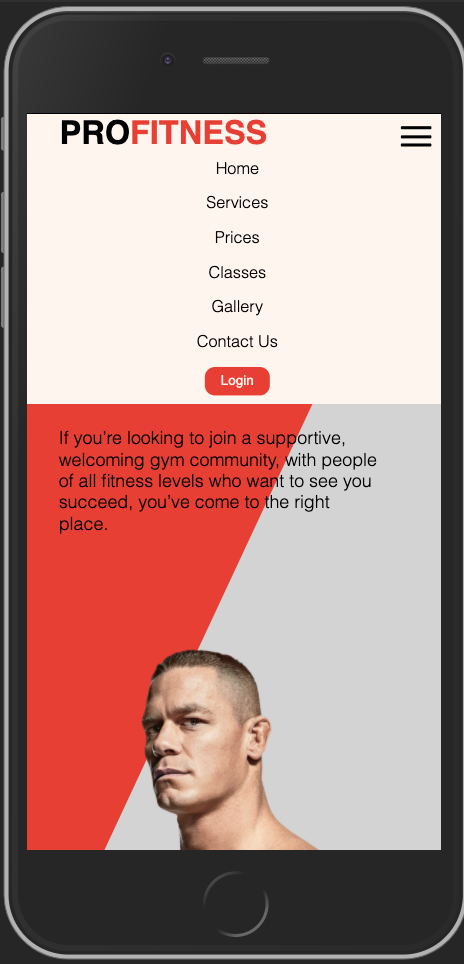 PROFITNESS
Home
Services
Prices
Classes
Gallery
Contact Us
Login
If you’re looking to join a supportive,
welcoming gym community, with people
of all fitness levels who want to see you
succeed, you’ve come to the right
place.